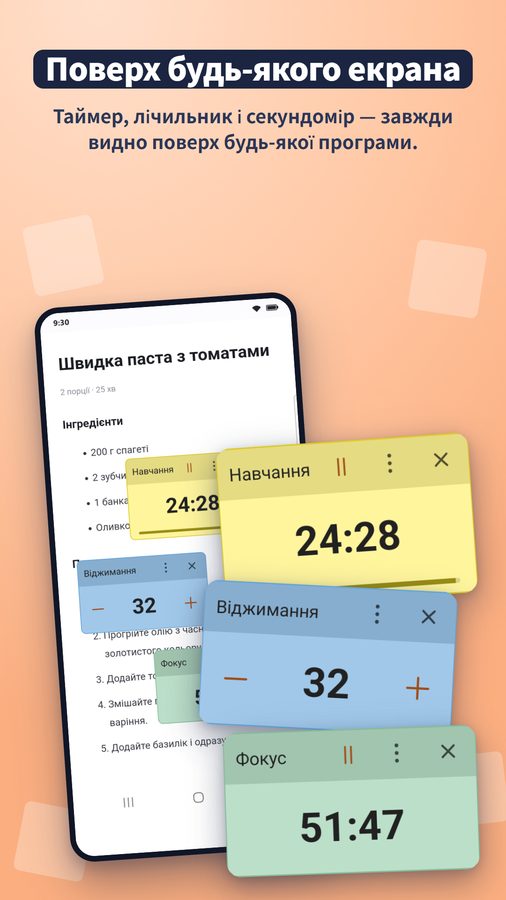 Поверх будь-якого екрана
Таймер, лічильник і секундомір — завжди
видно поверх будь-якої програми.
9:30
Швидка паста з томатами
2 порції · 25 хв
Інгредієнти
• 200 г спагеті
• 2 зубчи
• 1 банка
• Оливко
Навчання
24:28
Навчання
24:28
Віджимання
32
Віджимання
32
2. Прогрійте олію з часн
золотистого кольору
3. Додайте то
4. Змішайте
варіння.
5. Додайте базилік і одразу
Фокус
Фокус
51:47